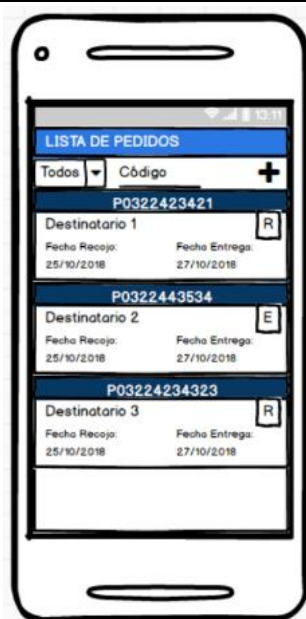 13:11
LISTA DE PEDIDOS
Todos Código +
P0322423421
Destinatario 1 R
Fecha Recojo: Fecha Entrega:
25/10/2018 27/10/2018
P0322443534
Destinatario 2 E
Fecha Recojo: Fecha Entrega:
25/10/2018 27/10/2018
P03224234323
Destinatario 3 R
Fecha Recojo: Fecha Entrega:
25/10/2018 27/10/2018